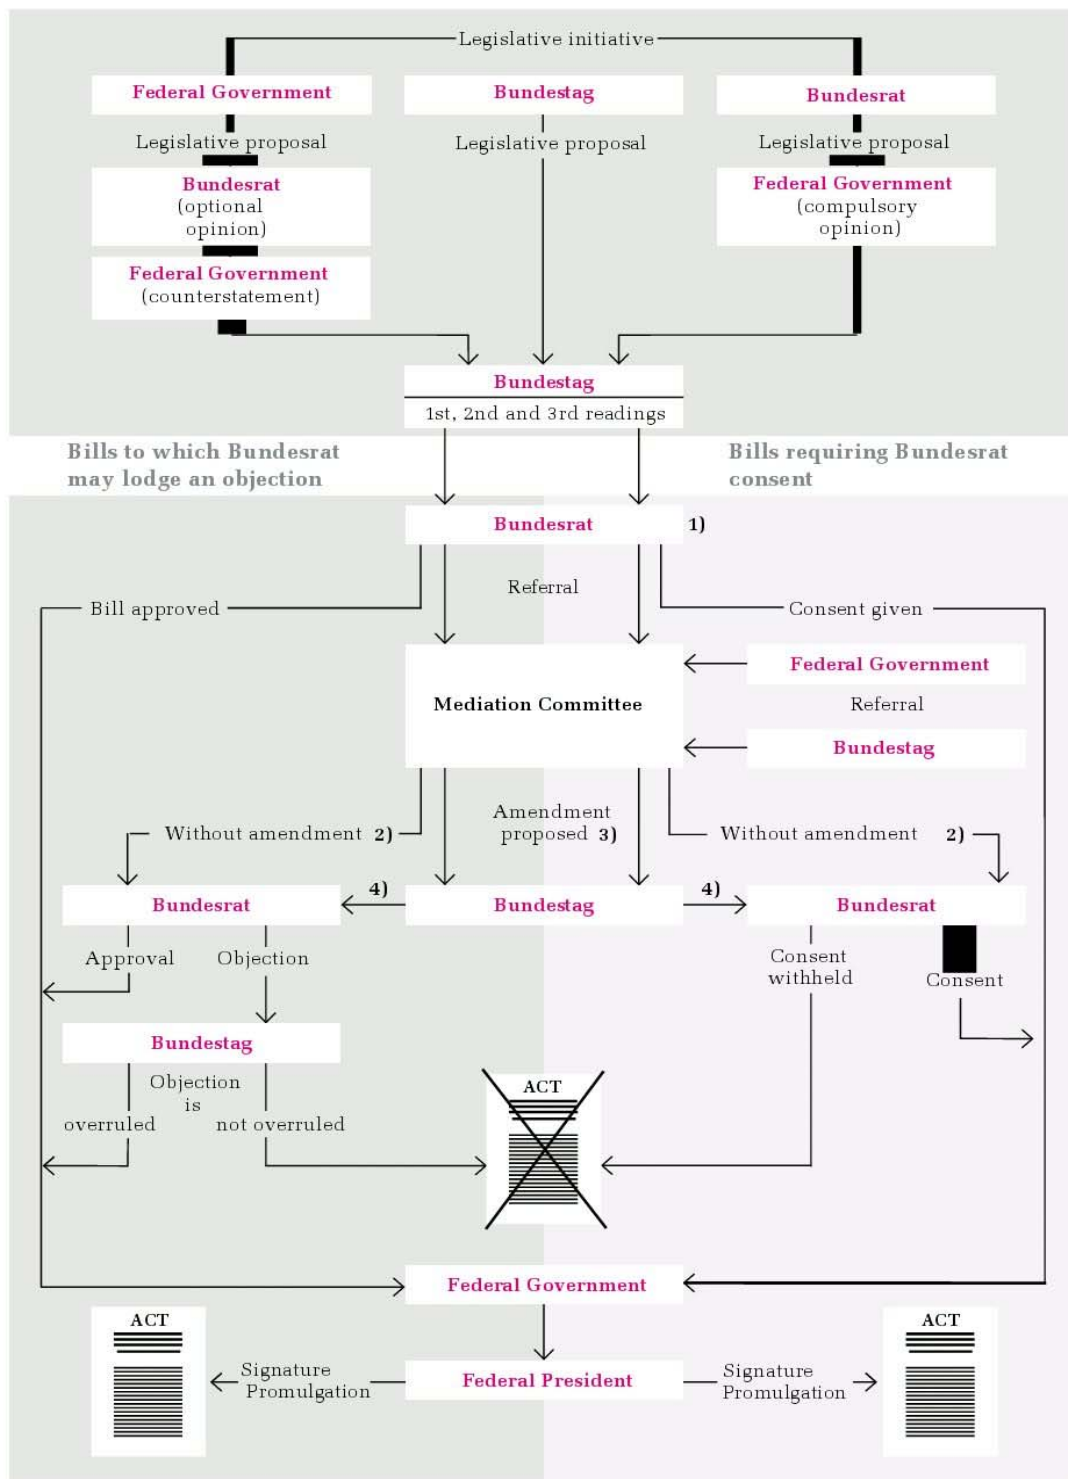 Legislative initiative
Federal Government
Bundestag
Bundesrat
Legislative proposal
Legislative proposal
Legislative proposal
Bundesrat
(optional
opinion)
Federal Government
(compulsory
opinion)
Federal Government
(counterstatement)
Bundestag
1st, 2nd and 3rd readings
Bills to which Bundesrat
may lodge an objection
Bills requiring Bundesrat
consent
Bundesrat 1)
Referral
Bill approved
Consent given
Mediation Committee
Federal Government
Referral
Bundestag
Without amendment 2)
Amendment
proposed 3)
Without amendment 2)
Bundesrat
4)
Bundestag
4)
Bundesrat
Approval
Objection
Consent
withheld
Consent
Bundestag
Objection
is
overruled
not overruled
ACT
Federal Government
ACT
Signature
Promulgation
Federal President
Signature
Promulgation
ACT